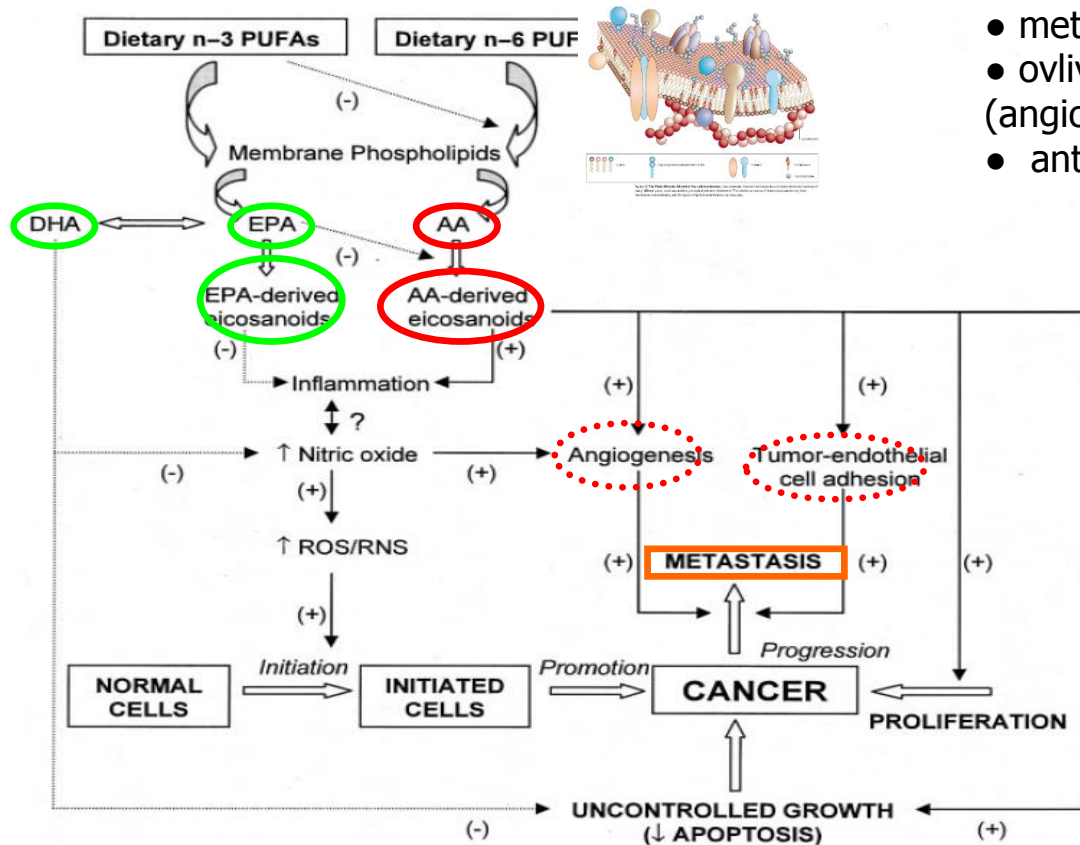 Dietary n–3 PUFAs
Dietary n–6 PUF
● met
● ovliv
(angio
● ant
(-)
Membrane Phospholipids
DHA
EPA
AA
(-)
EPA-derived
eicosanoids
AA-derived
eicosanoids
(-)
(+)
Inflammation
(+)
(+)
?
↑ Nitric oxide
(-)
(+)
Angiogenesis
Tumor-endothelial
cell adhesion
(+)
↑ ROS/RNS
(+)
METASTASIS
(+)
(+)
(+)
Progression
Initiation
Promotion
NORMAL
CELLS
INITIATED
CELLS
CANCER
PROLIFERATION
UNCONTROLLED GROWTH
(↓ APOPTOSIS)
(-)
(+)